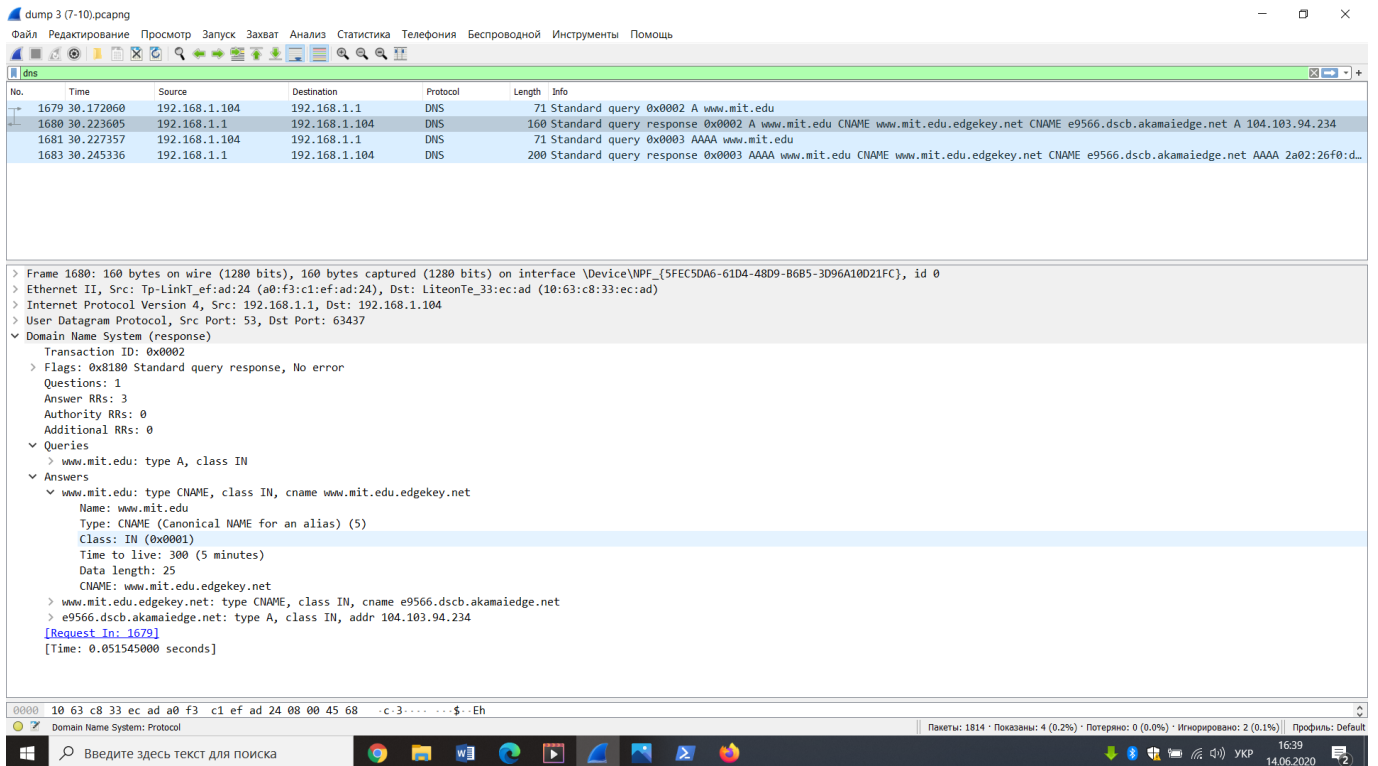 dump 3 (7-10).pcapng
Файл Редактирование Просмотр Запуск Захват Анализ Статистика Телефония Беспроводной Инструменты Помощь
dns
No. Time Source Destination Protocol Length Info
1679 30.172060 192.168.1.104 192.168.1.1 DNS 71 Standard query 0x0002 A www.mit.edu
1680 30.223605 192.168.1.1 192.168.1.104 DNS 160 Standard query response 0x0002 A www.mit.edu CNAME www.mit.edu.edgekey.net CNAME e9566.dscb.akamaiedge.net A 104.103.94.234
1681 30.227357 192.168.1.104 192.168.1.1 DNS 71 Standard query 0x0003 AAAA www.mit.edu
1683 30.245336 192.168.1.1 192.168.1.104 DNS 200 Standard query response 0x0003 AAAA www.mit.edu CNAME www.mit.edu.edgekey.net CNAME e9566.dscb.akamaiedge.net AAAA 2a02:26f0:d…
Frame 1680: 160 bytes on wire (1280 bits), 160 bytes captured (1280 bits) on interface \Device\NPF_{5FEC5DA6-61D4-48D9-B6B5-3D96A10D21FC}, id 0
Ethernet II, Src: Tp-LinkT_ef:ad:24 (a0:f3:c1:ef:ad:24), Dst: LiteonTe_33:ec:ad (10:63:c8:33:ec:ad)
Internet Protocol Version 4, Src: 192.168.1.1, Dst: 192.168.1.104
User Datagram Protocol, Src Port: 53, Dst Port: 63437
Domain Name System (response)
Transaction ID: 0x0002
Flags: 0x8180 Standard query response, No error
Questions: 1
Answer RRs: 3
Authority RRs: 0
Additional RRs: 0
Queries
www.mit.edu: type A, class IN
Answers
www.mit.edu: type CNAME, class IN, cname www.mit.edu.edgekey.net
Name: www.mit.edu
Type: CNAME (Canonical NAME for an alias) (5)
Class: IN (0x0001)
Time to live: 300 (5 minutes)
Data length: 25
CNAME: www.mit.edu.edgekey.net
www.mit.edu.edgekey.net: type CNAME, class IN, cname e9566.dscb.akamaiedge.net
e9566.dscb.akamaiedge.net: type A, class IN, addr 104.103.94.234
[Request In: 1679]
[Time: 0.051545000 seconds]
0000 10 63 c8 33 ec ad a0 f3 c1 ef ad 24 08 00 45 68 ·c·3···· ···$··Eh
Domain Name System: Protocol Пакеты: 1814 · Показаны: 4 (0.2%) · Потеряно: 0 (0.0%) · Игнорировано: 2 (0.1%) Профиль: Default
Введите здесь текст для поиска УКР 16:39
14.06.2020 2